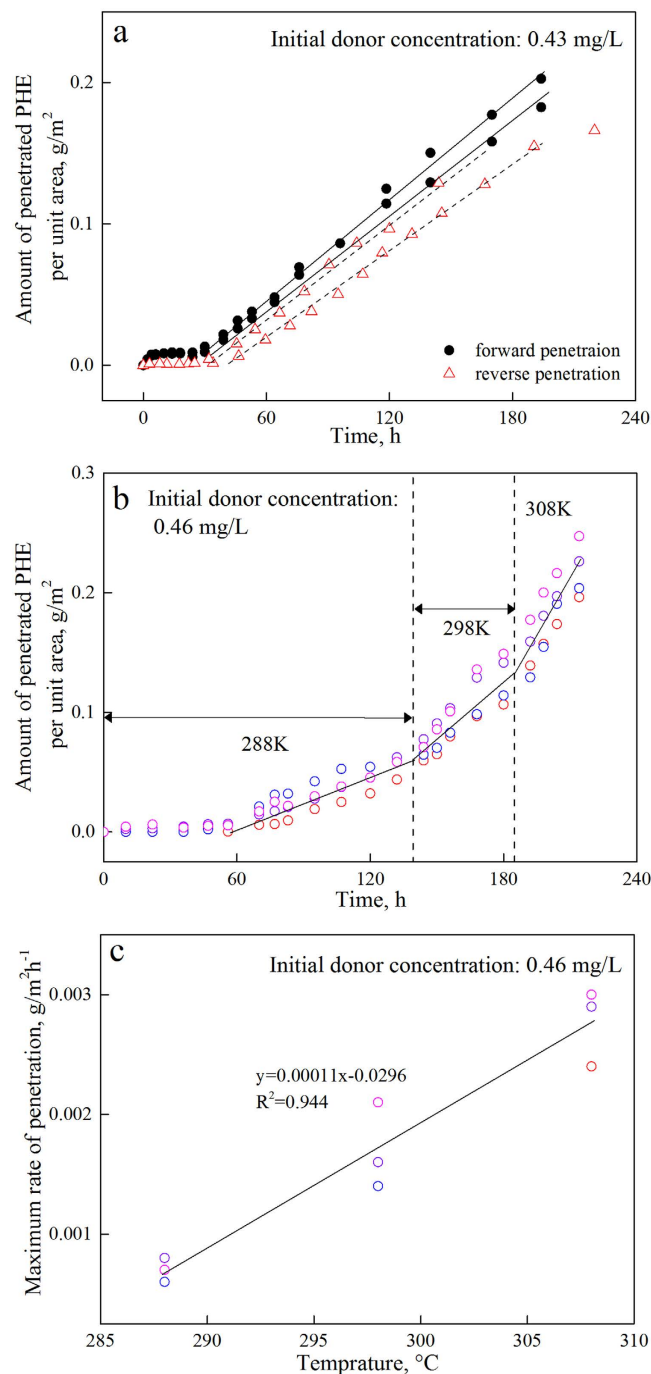 a
Initial donor concentration: 0.43 mg/L
Amount of penetrated PHE
per unit area, g/m²
0.2
0.1
0.0
forward penetraion
reverse penetration
0 60 120 180 240
Time, h
b
Initial donor concentration:
0.46 mg/L
308K
298K
288K
Amount of penetrated PHE
per unit area, g/m²
0.3
0.2
0.1
0.0
0 60 120 180 240
Time, h
c
Initial donor concentration: 0.46 mg/L
Maximum rate of penetration, g/m²h⁻¹
0.003
0.002
0.001
y=0.00011x-0.0296
R²=0.944
285 290 295 300 305 310
Temprature, °C